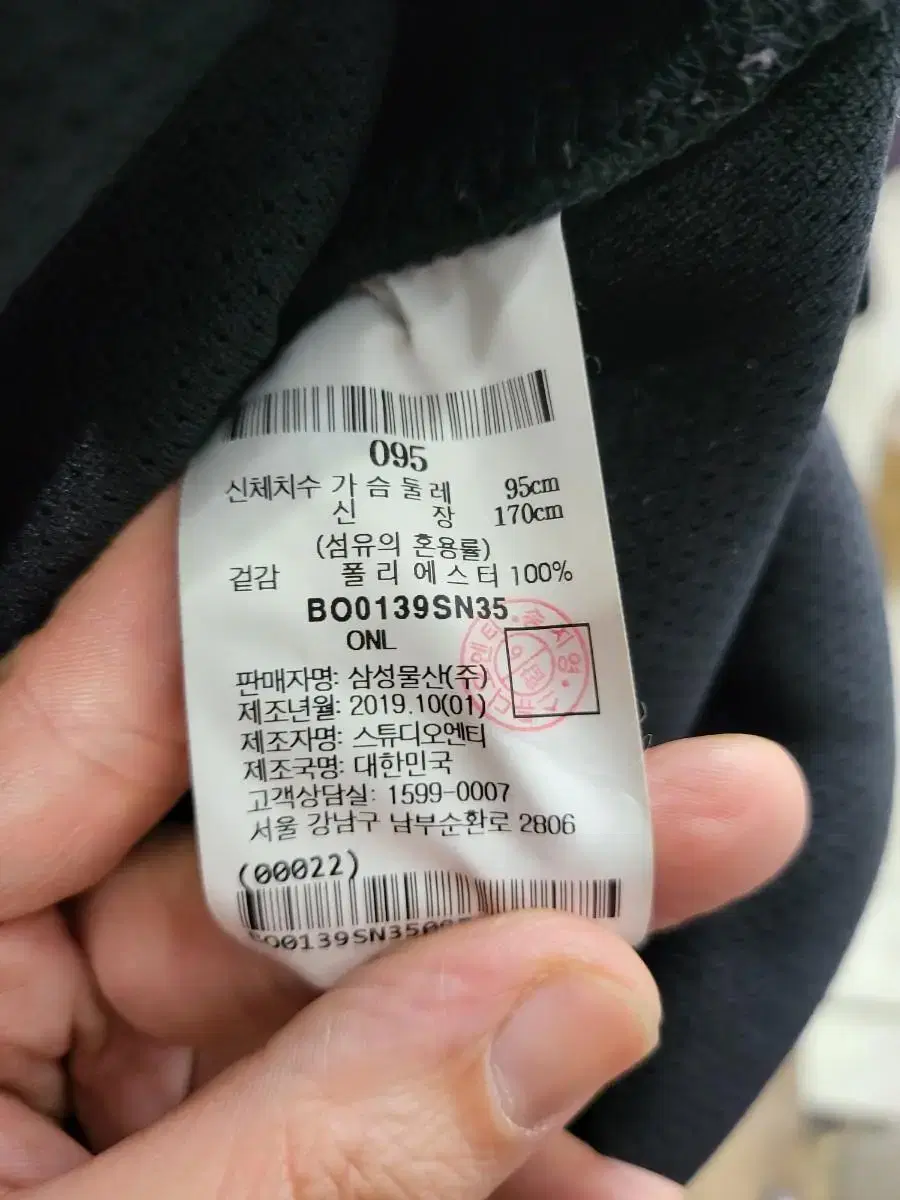 095
신체치수 가슴둘레 95cm
신 장 170cm
(섬유의 혼용률)
겉감 폴리에스터 100%
BO0139SN35
ONL
판매자명: 삼성물산(주)
제조년월: 2019.10(01)
제조자명: 스튜디오엔티
제조국명: 대한민국
고객상담실: 1599-0007
서울 강남구 남부순환로 2806
(00022)